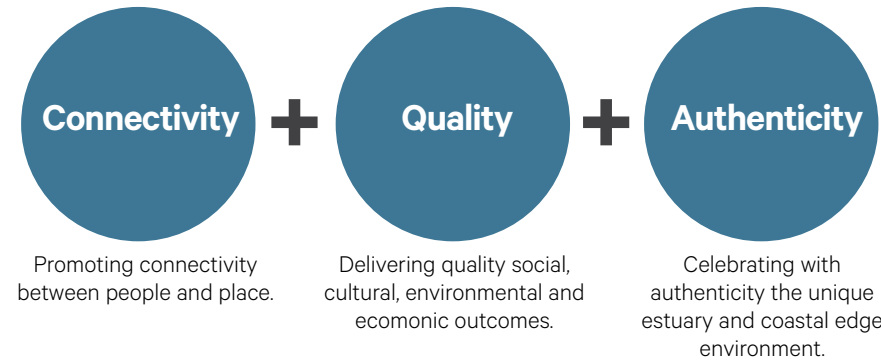 Connectivity + Quality + Authenticity
Promoting connectivity
between people and place.
Delivering quality social,
cultural, environmental and
ecomonic outcomes.
Celebrating with
authenticity the unique
estuary and coastal edge
environment.